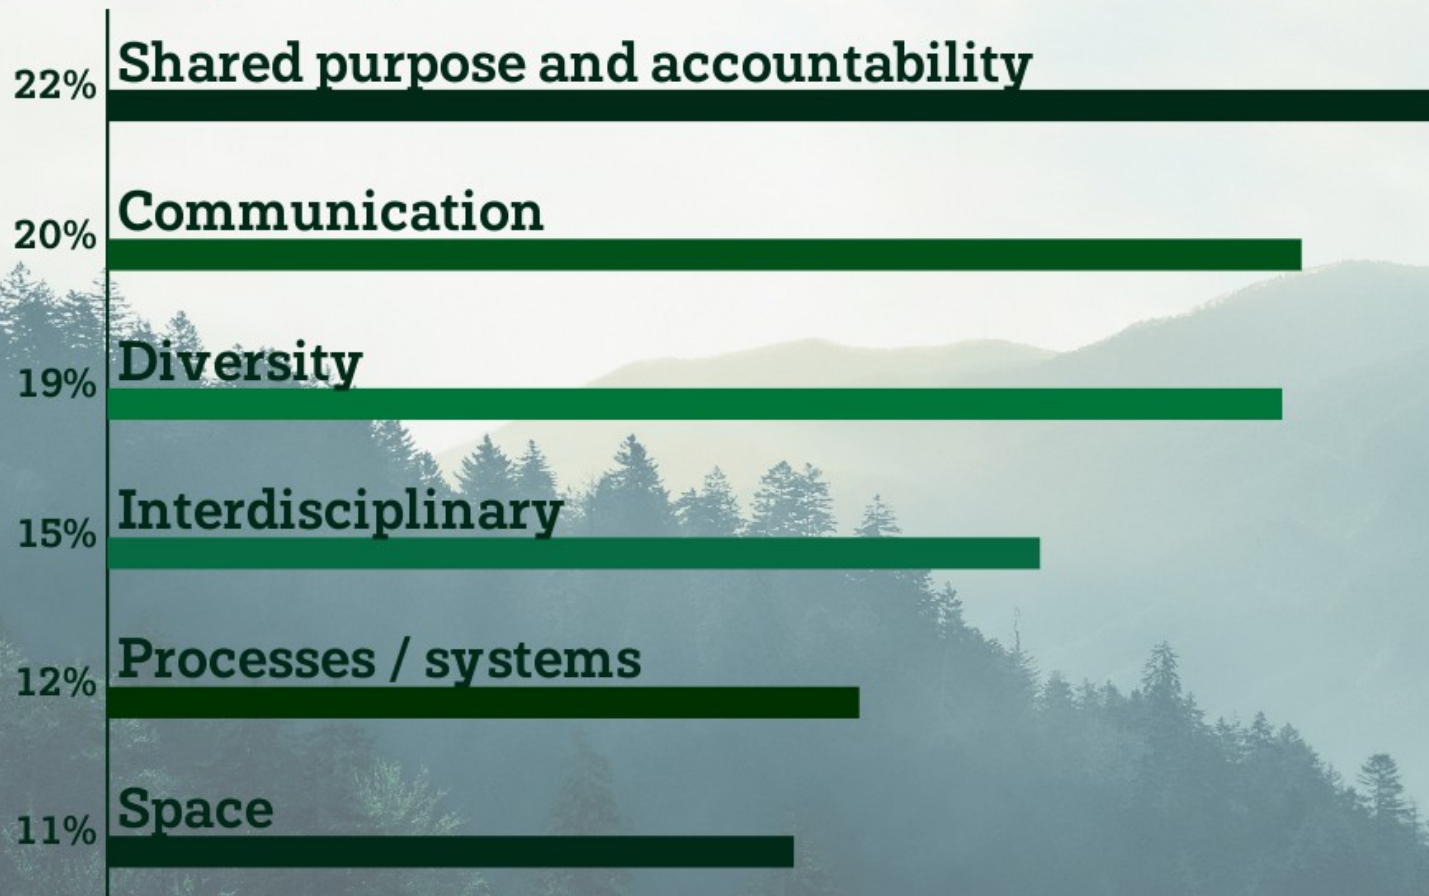 Shared purpose and accountability
22%
Communication
20%
Diversity
19%
Interdisciplinary
15%
Processes / systems
12%
Space
11%